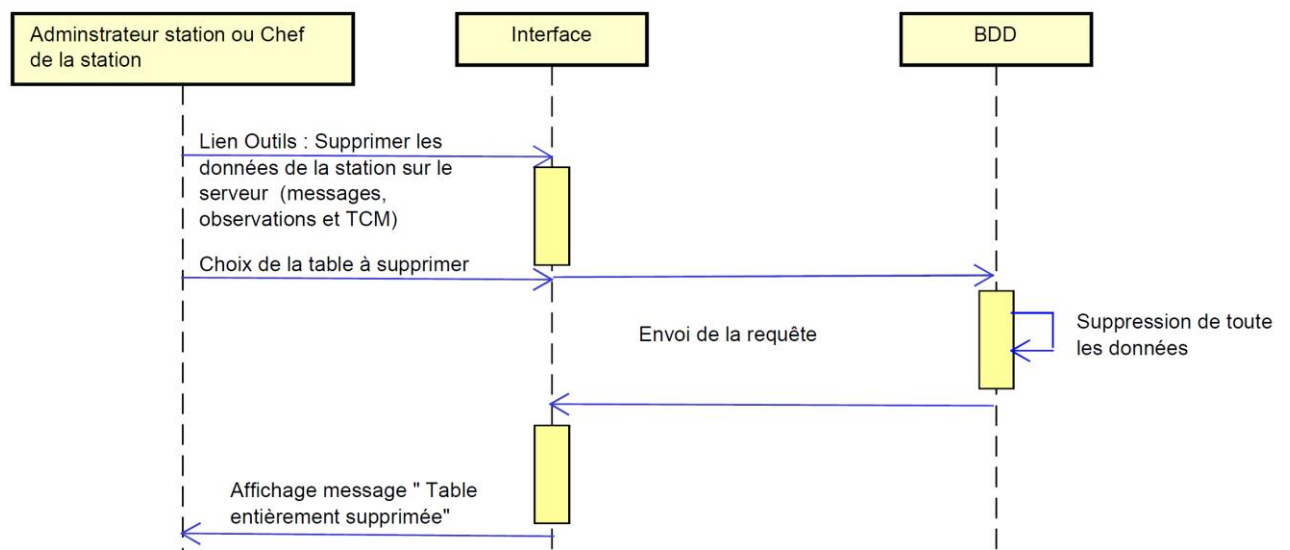 Adminstrateur station ou Chef
de la station
Interface
BDD
Lien Outils : Supprimer les
données de la station sur le
serveur (messages,
observations et TCM)
Choix de la table à supprimer
Envoi de la requête
Suppression de toute
les données
Affichage message " Table
entièrement supprimée"